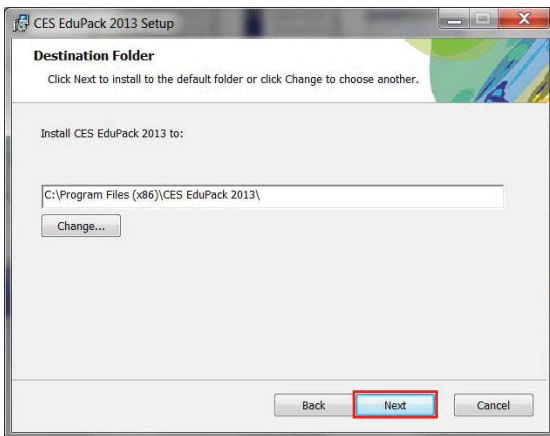 CES EduPack 2013 Setup
Destination Folder
Click Next to install to the default folder or click Change to choose another.
Install CES EduPack 2013 to:
C:\Program Files (x86)\CES EduPack 2013\
Change...
Back Next Cancel